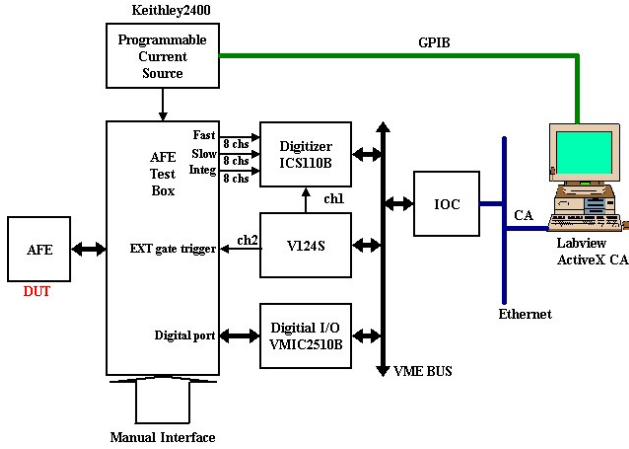 Keithley2400
Programmable
Current
Source
GPIB
Fast
8 chs
Slow
8 chs
Integ
8 chs
AFE
Test
Box
Digitizer
ICS110B
ch1
IOC
CA
Labview
ActiveX CA
AFE
DUT
EXT gate trigger
ch2
V124S
Ethernet
Digital port
Digitial I/O
VMIC2510B
VME BUS
Manual Interface